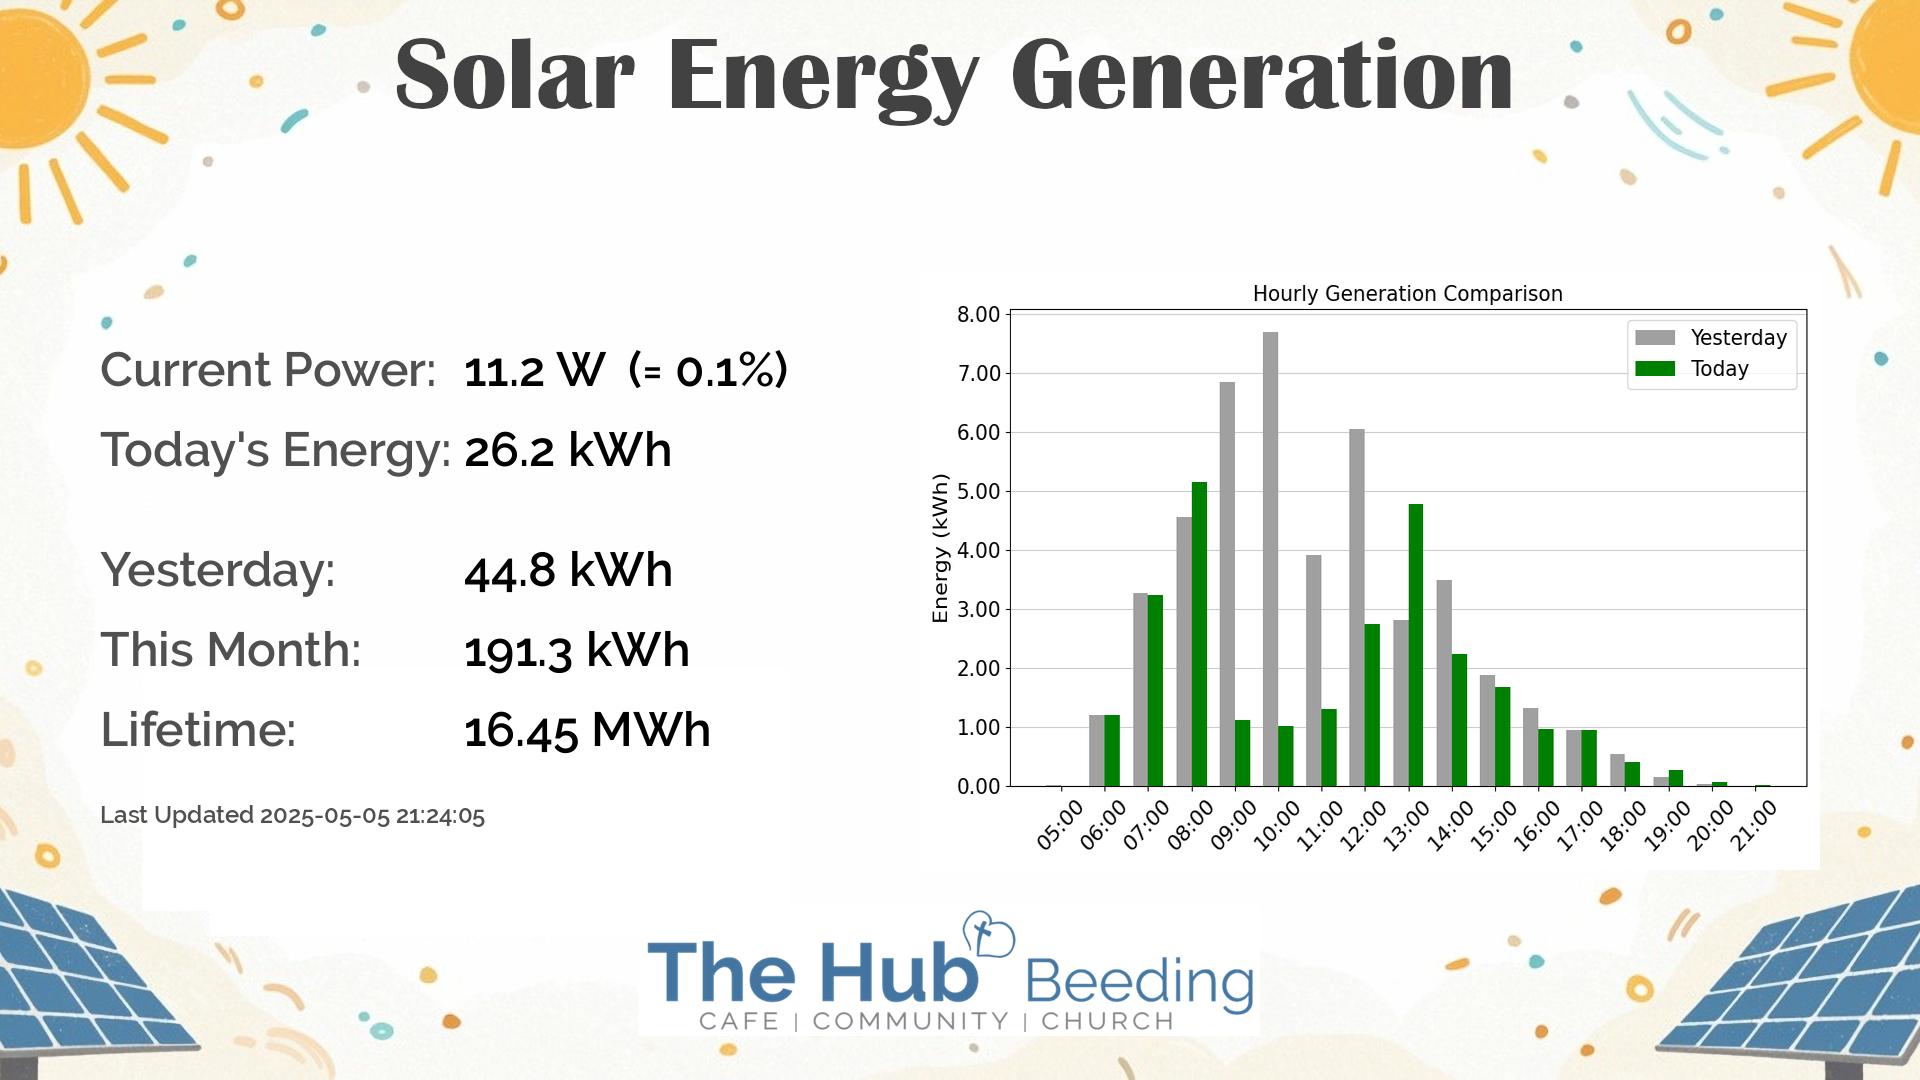 Solar Energy Generation
Current Power: 11.2 W (= 0.1%)
Today's Energy: 26.2 kWh
Yesterday: 44.8 kWh
This Month: 191.3 kWh
Lifetime: 16.45 MWh
Last Updated 2025-05-05 21:24:05
Hourly Generation Comparison
Yesterday
Today
Energy (kWh)
8.00
7.00
6.00
5.00
4.00
3.00
2.00
1.00
0.00
05:00 06:00 07:00 08:00 09:00 10:00 11:00 12:00 13:00 14:00 15:00 16:00 17:00 18:00 19:00 20:00 21:00
The Hub Beeding
CAFE | COMMUNITY | CHURCH